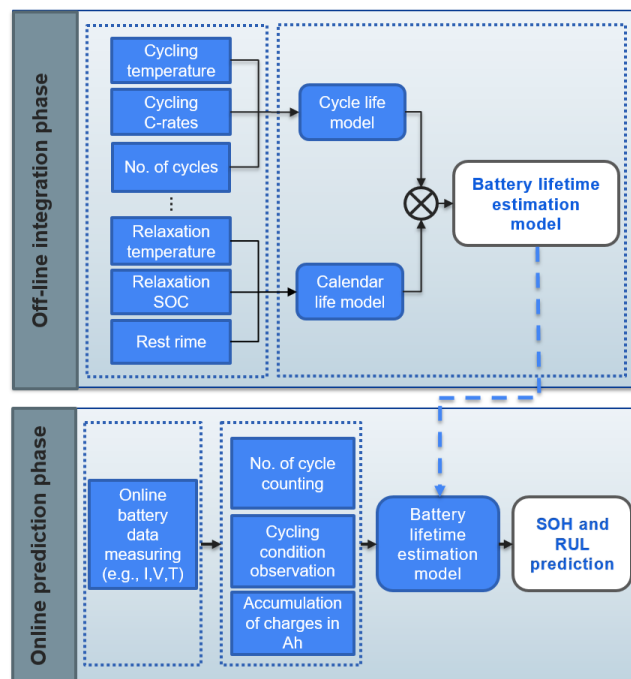 Off-line integration phase
Cycling
temperature
Cycling
C-rates
No. of cycles
...
Relaxation
temperature
Relaxation
SOC
Rest rime
Cycle life
model
Calendar
life model
Battery lifetime
estimation
model
Online prediction phase
Online
battery
data
measuring
(e.g., I,V,T)
No. of cycle
counting
Cycling
condition
observation
Accumulation
of charges in
Ah
Battery
lifetime
estimation
model
SOH and
RUL
prediction